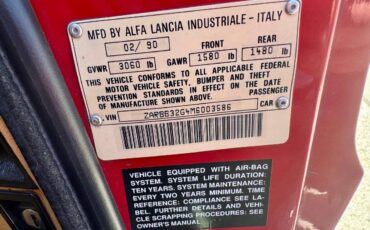 MFD BY ALFA LANCIA INDUSTRIALE - ITALY
02/90 FRONT REAR
GVWR 3060 lb GAWR 1580 lb 1480 lb
THIS VEHICLE CONFORMS TO ALL APPLICABLE FEDERAL
MOTOR VEHICLE SAFETY, BUMPER AND THEFT
PREVENTION STANDARDS IN EFFECT ON THE DATE
OF MANUFACTURE SHOWN ABOVE. PASSENGER
CAR
VIN ZARBB32G4M6003586
VEHICLE EQUIPPED WITH AIR-BAG
SYSTEM. SYSTEM LIFE DURATION:
TEN YEARS. SYSTEM MAINTENANCE:
EVERY TWO YEARS MINIMUM. TIME
REFERENCE: COMPLIANCE SEE LA-
BEL. FURTHER DETAILS AND VEHI-
CLE SCRAPPING PROCEDURES: SEE
OWNER'S MANUAL